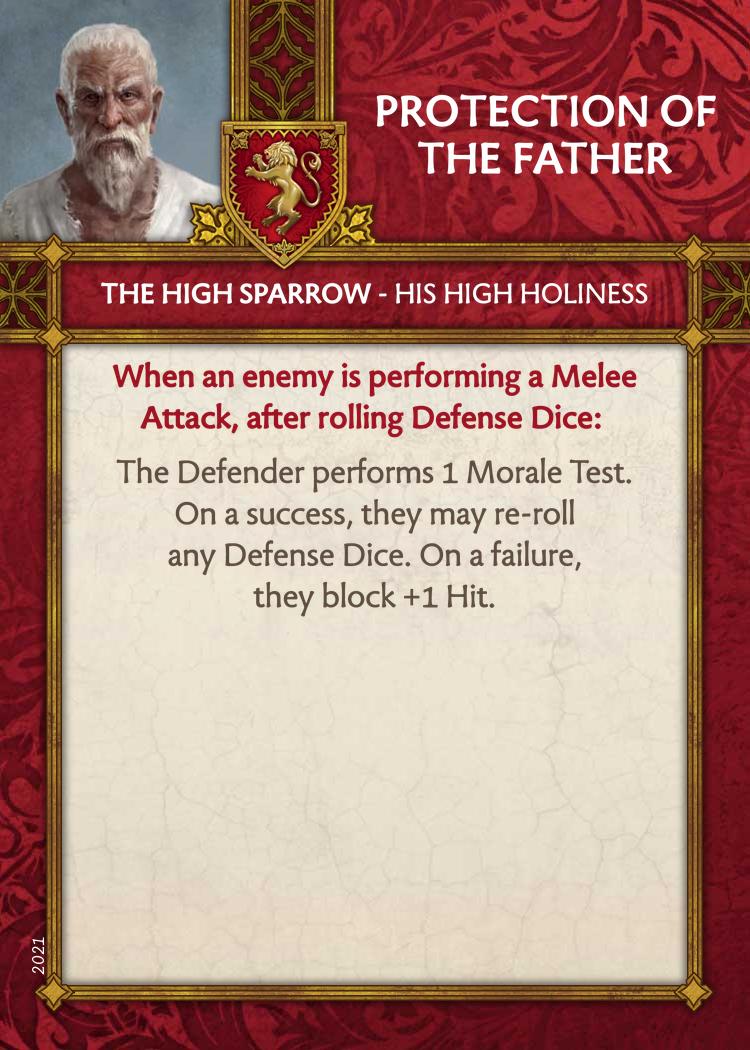 PROTECTION OF
THE FATHER
THE HIGH SPARROW - HIS HIGH HOLINESS
When an enemy is performing a Melee
Attack, after rolling Defense Dice:
The Defender performs 1 Morale Test.
On a success, they may re-roll
any Defense Dice. On a failure,
they block +1 Hit.
2021